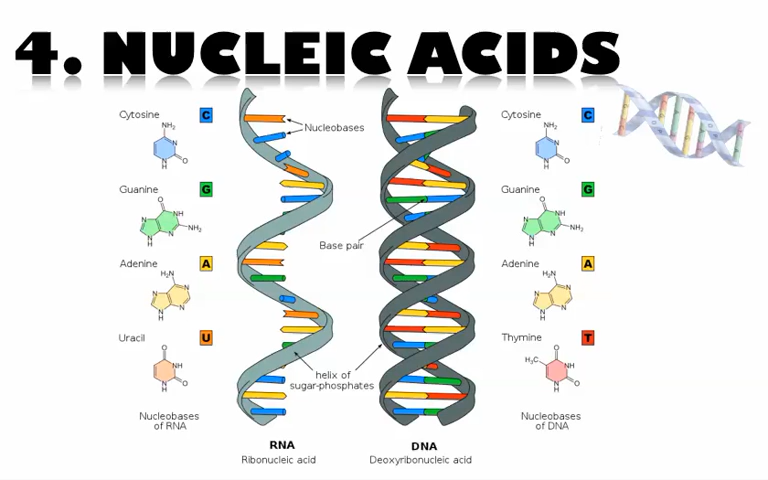 4. NUCLEIC ACIDS
Cytosine C
NH₂
N
N
H
O
Nucleobases
Cytosine C
NH₂
N
N
H
O
Guanine G
O
N
NH
N
H
N
NH₂
Base pair
Guanine G
O
N
NH
N
H
N
NH₂
Adenine A
H₂N
N
N
N
H
N
Adenine A
H₂N
N
N
N
H
N
Uracil U
O
NH
N
H
O
helix of
sugar-phosphates
Thymine T
O
H₃C
NH
N
H
O
Nucleobases
of RNA
RNA
Ribonucleic acid
DNA
Deoxyribonucleic acid
Nucleobases
of DNA